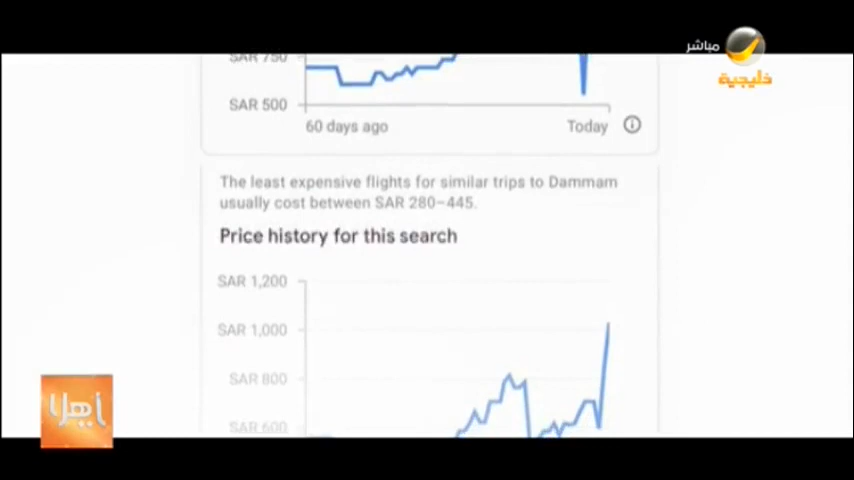 مباشر
خليجية
SAR 750
SAR 500
60 days ago
Today
The least expensive flights for similar trips to Dammam
usually cost between SAR 280–445.
Price history for this search
SAR 1,200
SAR 1,000
SAR 800
SAR 600
أهلا